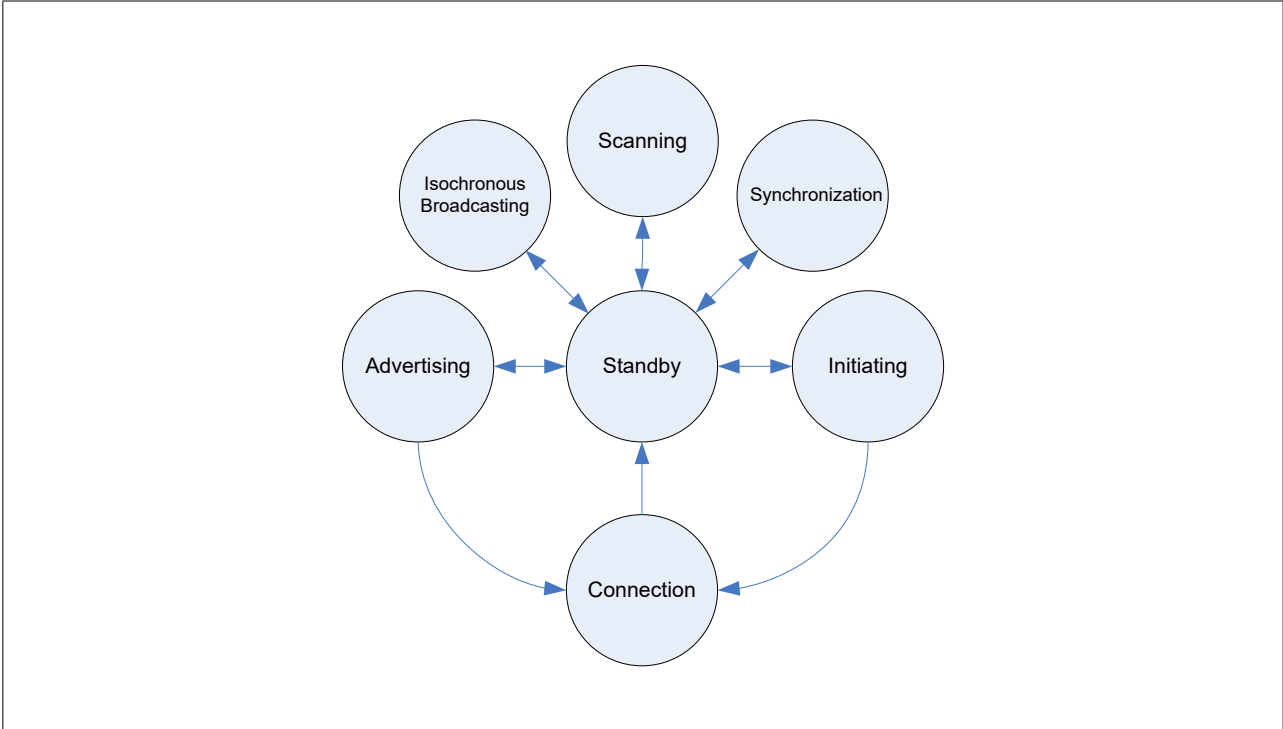 Scanning
Isochronous
Broadcasting
Synchronization
Advertising
Standby
Initiating
Connection